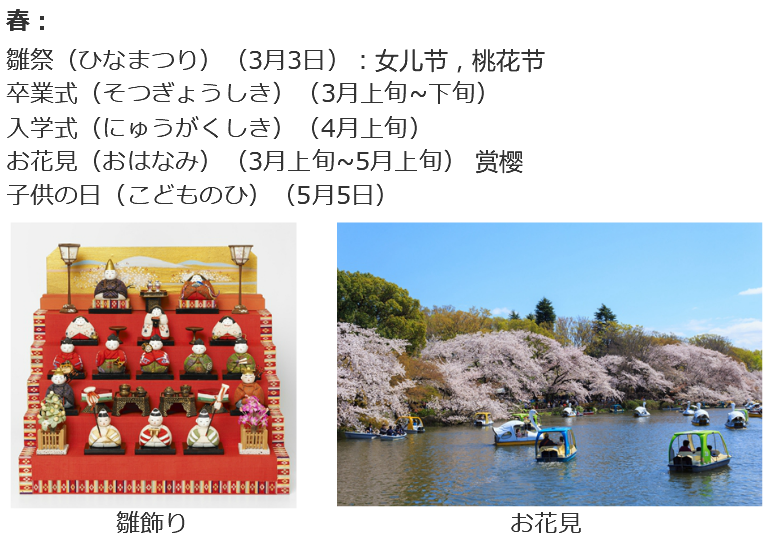 春：
雛祭（ひなまつり）（3月3日）：女儿节，桃花节
卒業式（そつぎょうしき）（3月上旬~下旬）
入学式（にゅうがくしき）（4月上旬）
お花見（おはなみ）（3月上旬~5月上旬） 赏樱
子供の日（こどものひ）（5月5日）
雛飾り
お花見